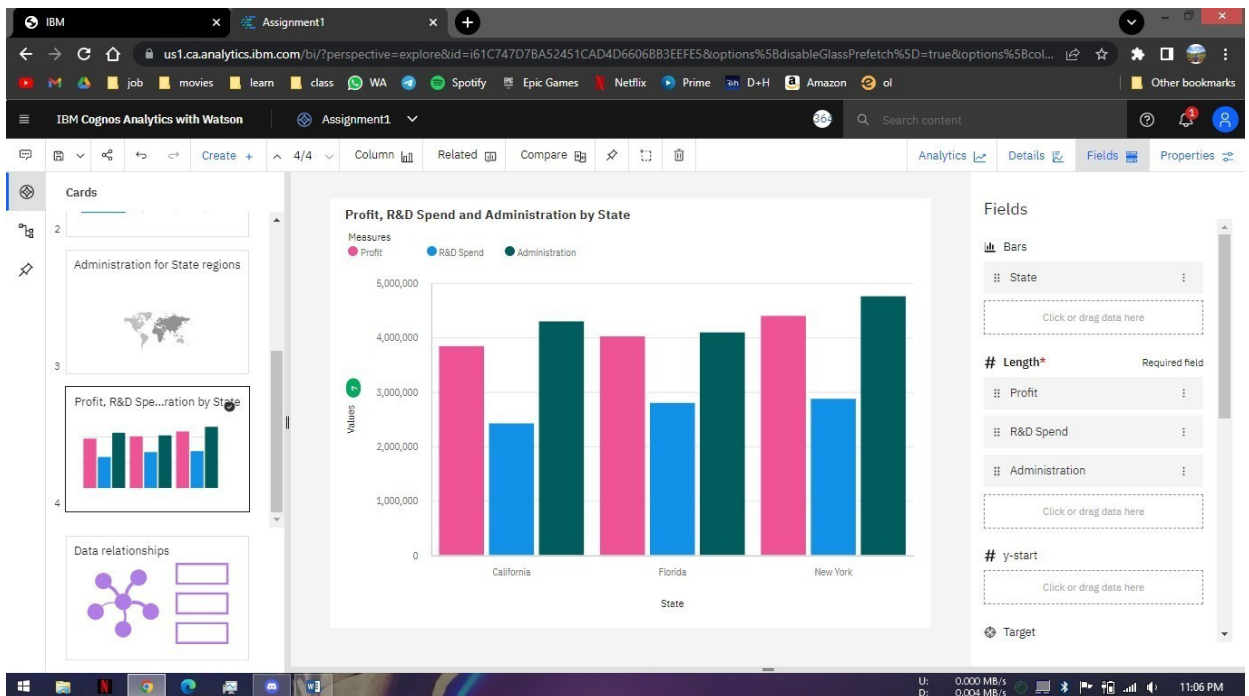 IBM
Assignment1
us1.ca.analytics.ibm.com/bi/?perspective=explore&id=i61C747D7BA52451CAD4D6606BB3EEFE5&options%5BdisableGlassPrefetch%5D=true&options%5Bcol...
job movies learn class WA Spotify Epic Games Netflix Prime D+H Amazon ol Other bookmarks
IBM Cognos Analytics with Watson Assignment1 364 Search content 1
Create + 4/4 Column Related Compare Analytics Details Fields Properties
Cards
2
Administration for State regions
3
Profit, R&D Spe...ration by State
4
Data relationships
Profit, R&D Spend and Administration by State
Measures
Profit R&D Spend Administration
5,000,000
4,000,000
3,000,000
2,000,000
1,000,000
0
Values
7
California Florida New York
State
Fields
Bars
State
Click or drag data here
# Length* Required field
Profit
R&D Spend
Administration
Click or drag data here
# y-start
Click or drag data here
Target
U: 0.000 MB/s
D: 0.004 MB/s
11:06 PM